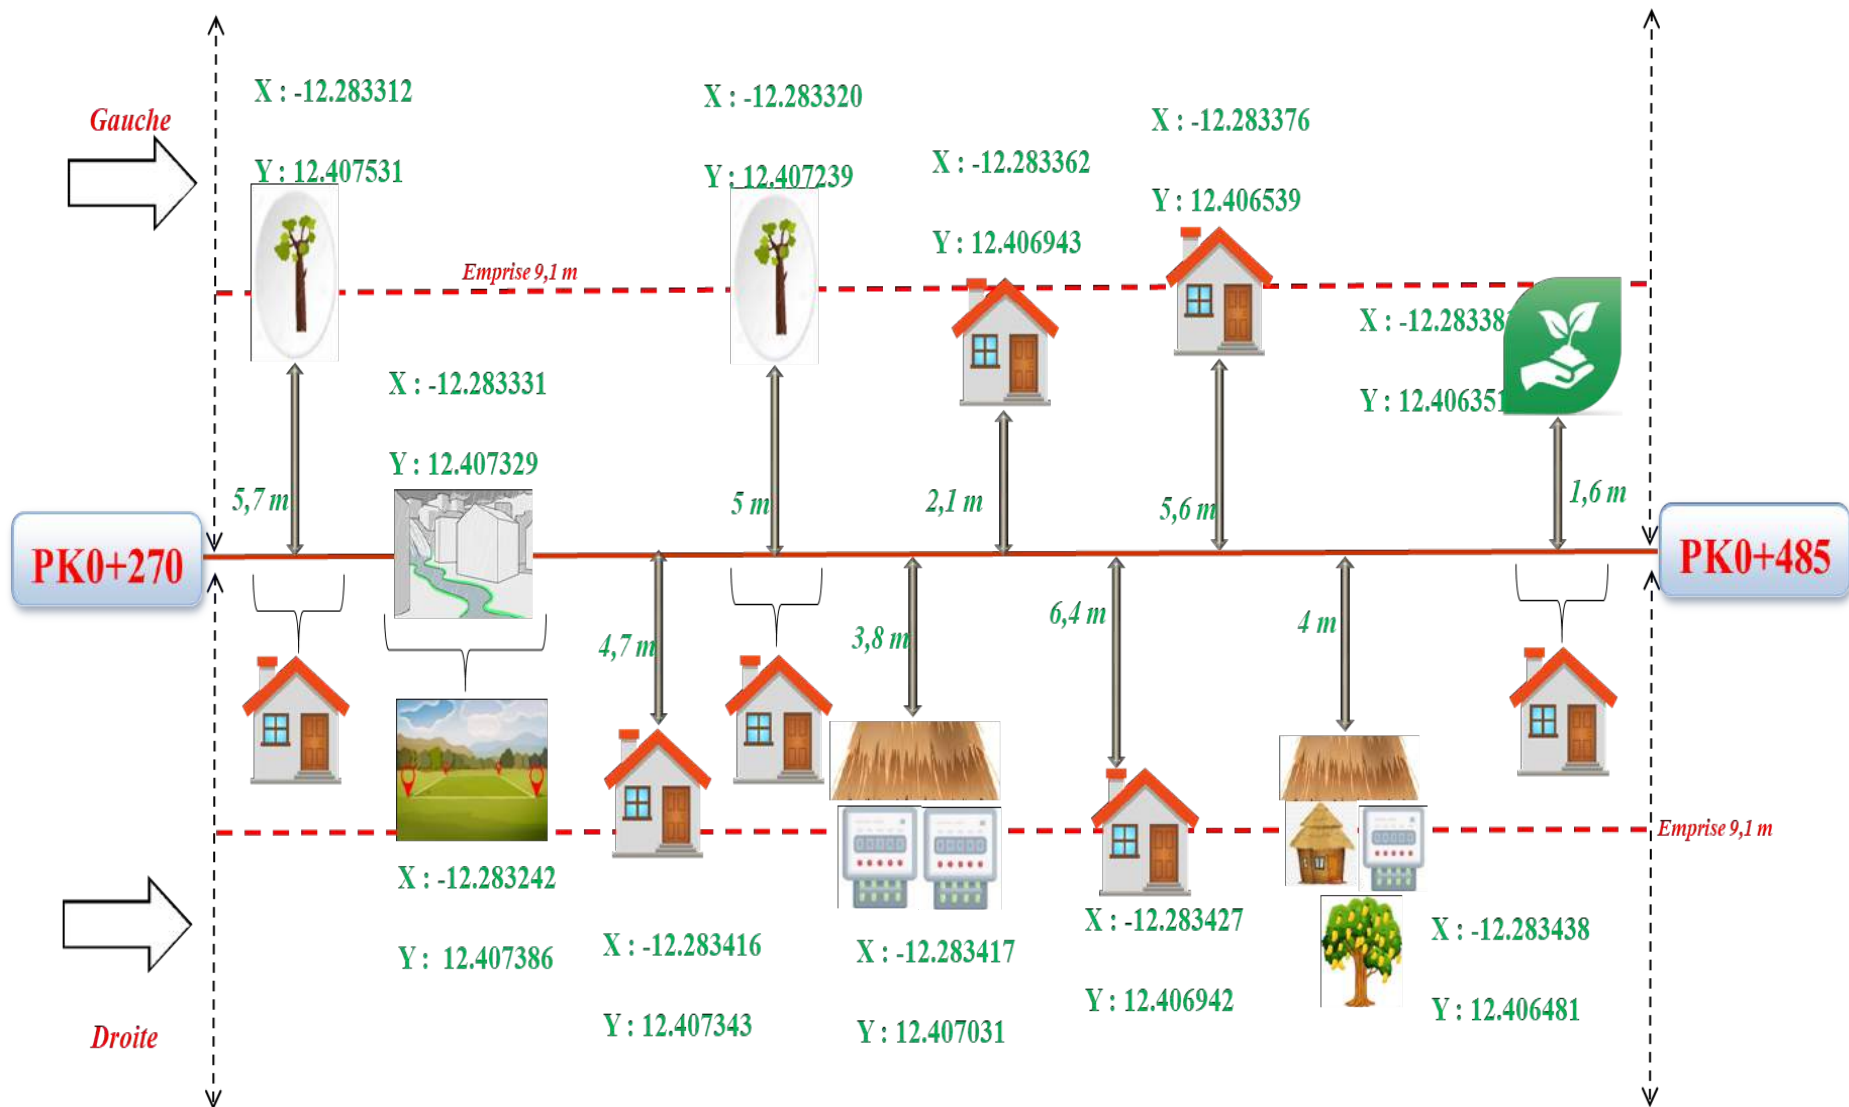 X : -12.283312
Y : 12.407531
X : -12.283320
Y : 12.407239
X : -12.283362
Y : 12.406943
X : -12.283376
Y : 12.406539
Gauche
Emprise 9,1 m
X : -12.283331
Y : 12.407329
X : -12.28338
Y : 12.406351
5,7 m
5 m
2,1 m
5,6 m
1,6 m
PK0+270
PK0+485
4,7 m
3,8 m
6,4 m
4 m
Emprise 9,1 m
X : -12.283242
Y : 12.407386
X : -12.283416
Y : 12.407343
X : -12.283417
Y : 12.407031
X : -12.283427
Y : 12.406942
X : -12.283438
Y : 12.406481
Droite